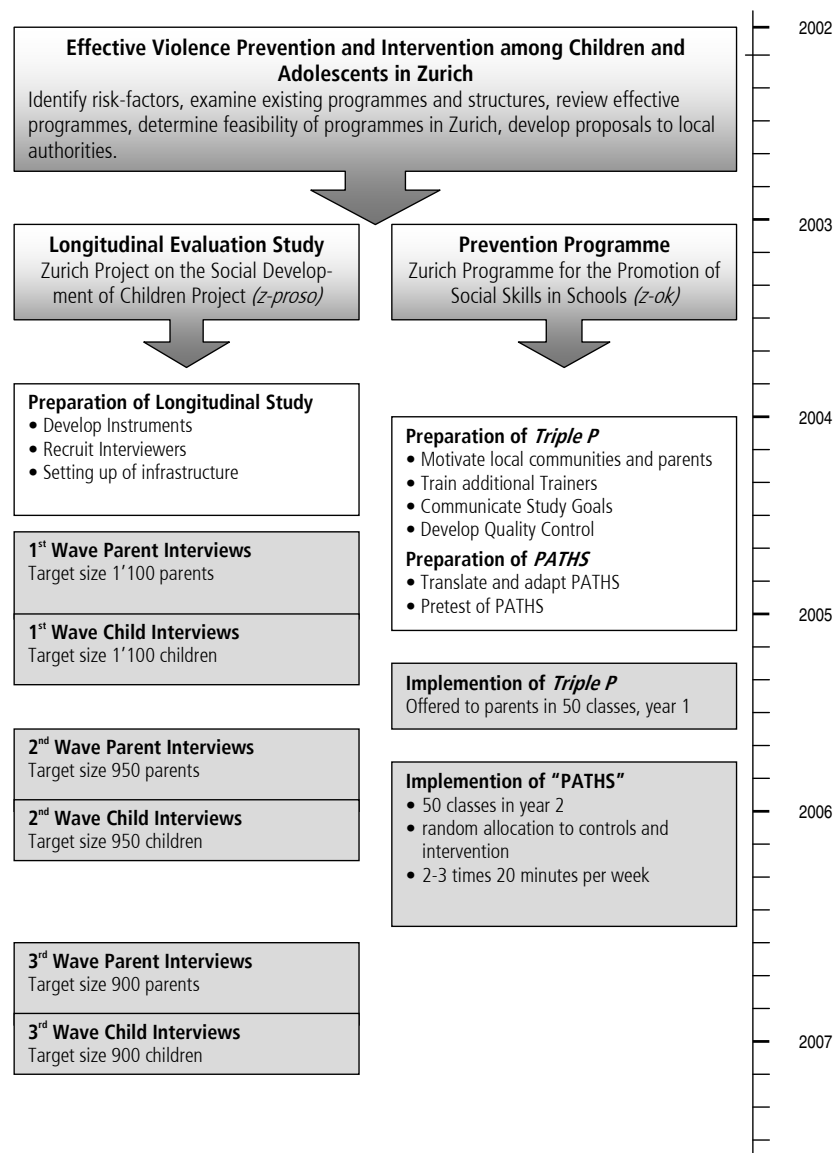 Effective Violence Prevention and Intervention among Children and
Adolescents in Zurich
Identify risk-factors, examine existing programmes and structures, review effective
programmes, determine feasibility of programmes in Zurich, develop proposals to local
authorities.
Longitudinal Evaluation Study
Zurich Project on the Social Develop-
ment of Children Project (z-proso)
Prevention Programme
Zurich Programme for the Promotion of
Social Skills in Schools (z-ok)
Preparation of Longitudinal Study
• Develop Instruments
• Recruit Interviewers
• Setting up of infrastructure
1st Wave Parent Interviews
Target size 1'100 parents
1st Wave Child Interviews
Target size 1'100 children
2nd Wave Parent Interviews
Target size 950 parents
2nd Wave Child Interviews
Target size 950 children
3rd Wave Parent Interviews
Target size 900 parents
3rd Wave Child Interviews
Target size 900 children
Preparation of Triple P
• Motivate local communities and parents
• Train additional Trainers
• Communicate Study Goals
• Develop Quality Control
Preparation of PATHS
• Translate and adapt PATHS
• Pretest of PATHS
Implemention of Triple P
Offered to parents in 50 classes, year 1
Implemention of “PATHS”
• 50 classes in year 2
• random allocation to controls and
intervention
• 2-3 times 20 minutes per week
2002
2003
2004
2005
2006
2007